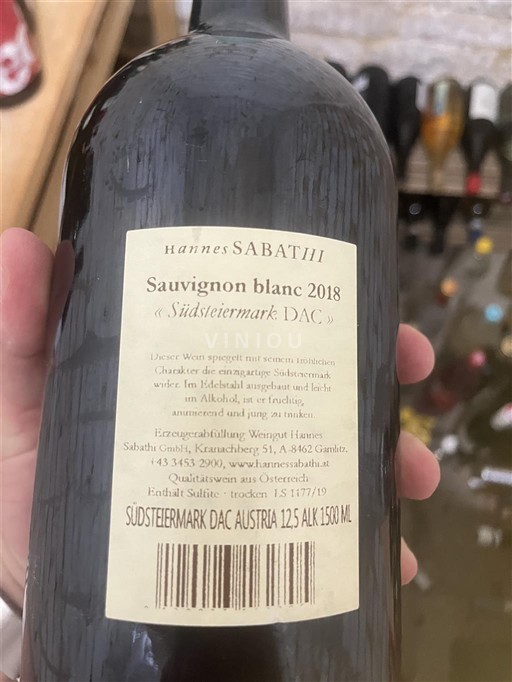 Hannes SABATHI
Sauvignon blanc 2018
« Südsteiermark DAC »
VINIOU
Dieser Wein spiegelt mit seinem fröhlichen
Charakter die einzigartige Südsteiermark
wider. Im Edelstahl ausgebaut und leicht
im Alkohol, ist er fruchtig,
animierend und jung zu trinken.
Erzeugerabfüllung Weingut Hannes
Sabathi GmbH, Kranachberg 51, A-8462 Gamlitz,
+43 3453 2900, www.hannessabathi.at
Qualitätswein aus Österreich
Enthält Sulfite · trocken LS 1177/19
SÜDSTEIERMARK DAC AUSTRIA 12,5 ALK 1500 ML